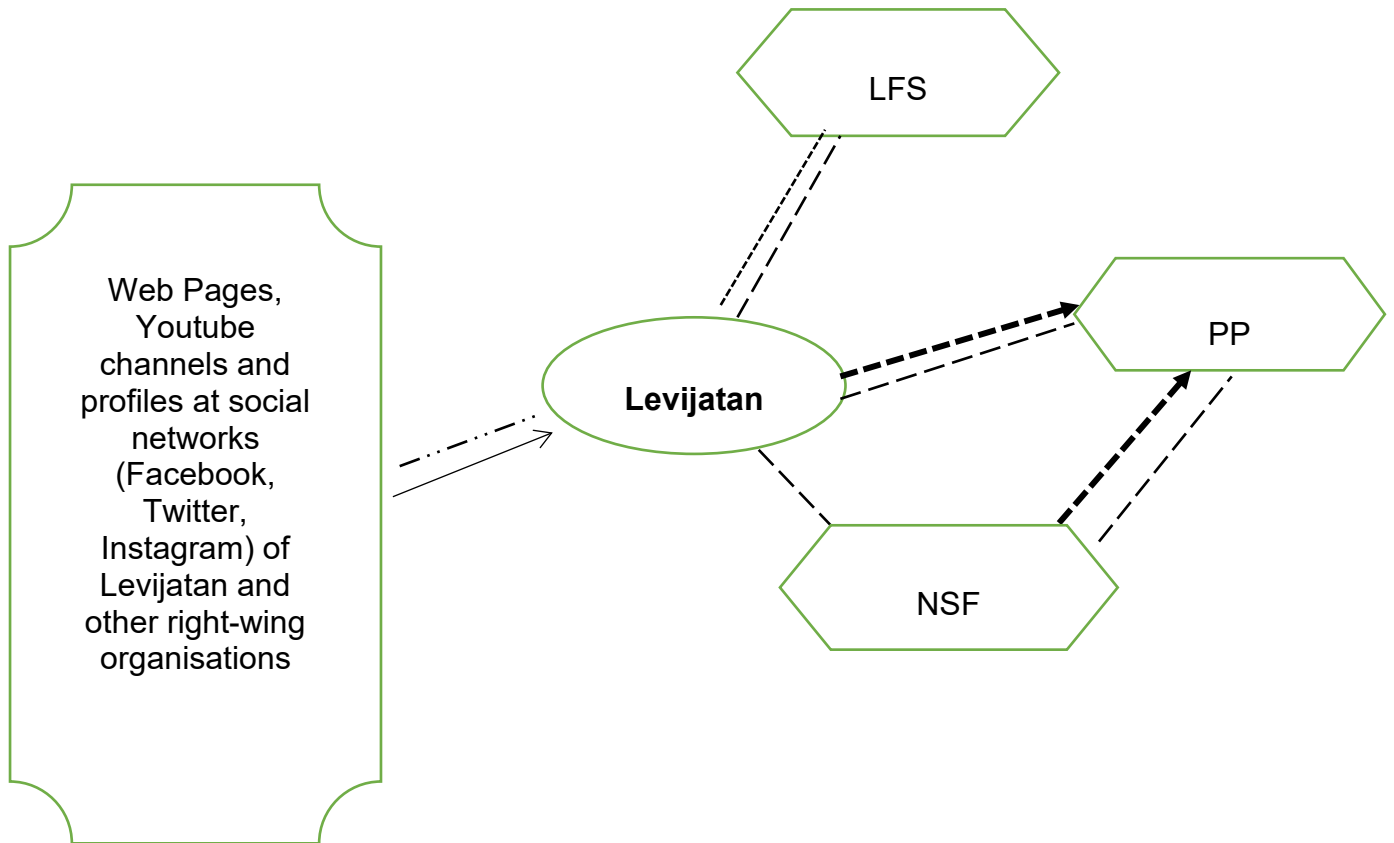 LFS
Web Pages,
Youtube
channels and
profiles at social
networks
(Facebook,
Twitter,
Instagram) of
Levijatan and
other right-wing
organisations
Levijatan
PP
NSF